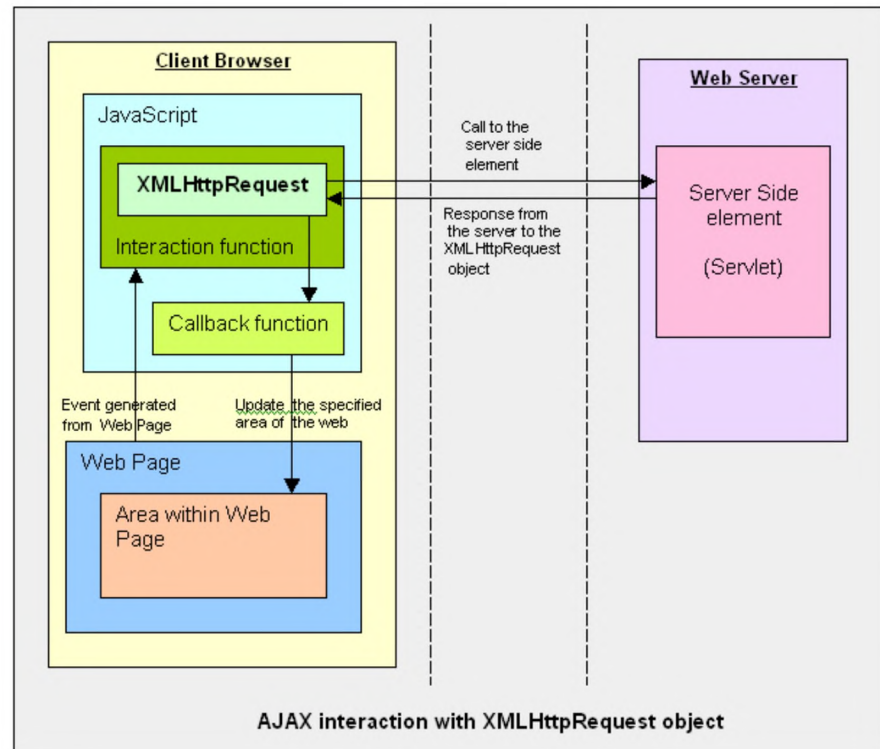 Client Browser
JavaScript
XMLHttpRequest
Interaction function
Callback function
Event generated
from Web Page
Update the specified
area of the web
Web Page
Area within Web
Page
Call to the
server side
element
Response from
the server to the
XMLHttpRequest
object
Web Server
Server Side
element
(Servlet)
AJAX interaction with XMLHttpRequest object